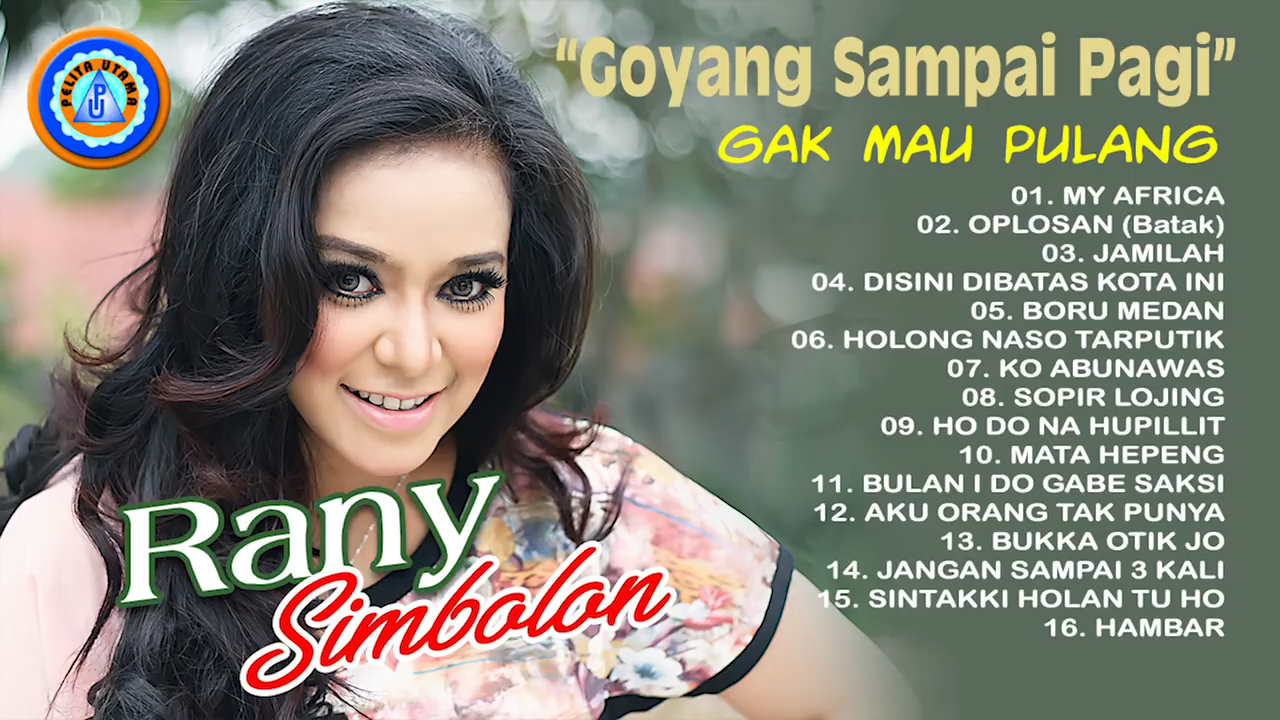 PELITA UTAMA
PU
"Goyang Sampai Pagi"
GAK MAU PULANG
01. MY AFRICA
02. OPLOSAN (Batak)
03. JAMILAH
04. DISINI DIBATAS KOTA INI
05. BORU MEDAN
06. HOLONG NASO TARPUTIK
07. KO ABUNAWAS
08. SOPIR LOJING
09. HO DO NA HUPILLIT
10. MATA HEPENG
11. BULAN I DO GABE SAKSI
12. AKU ORANG TAK PUNYA
13. BUKKA OTIK JO
14. JANGAN SAMPAI 3 KALI
15. SINTAKKI HOLAN TU HO
16. HAMBAR
Rany
Simbolon